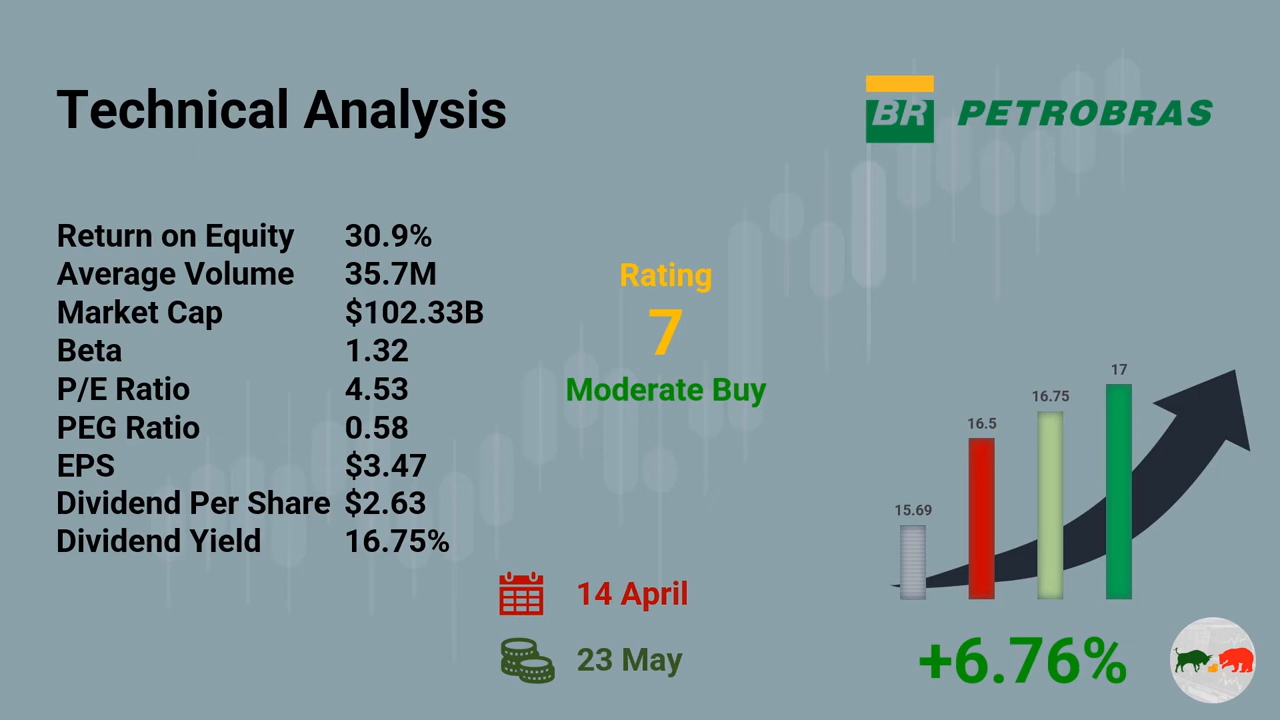 Technical Analysis
BR PETROBRAS
Return on Equity 30.9%
Average Volume 35.7M
Market Cap $102.33B
Beta 1.32
P/E Ratio 4.53
PEG Ratio 0.58
EPS $3.47
Dividend Per Share $2.63
Dividend Yield 16.75%
Rating
7
Moderate Buy
14 April
23 May
15.69
16.5
16.75
17
+6.76%